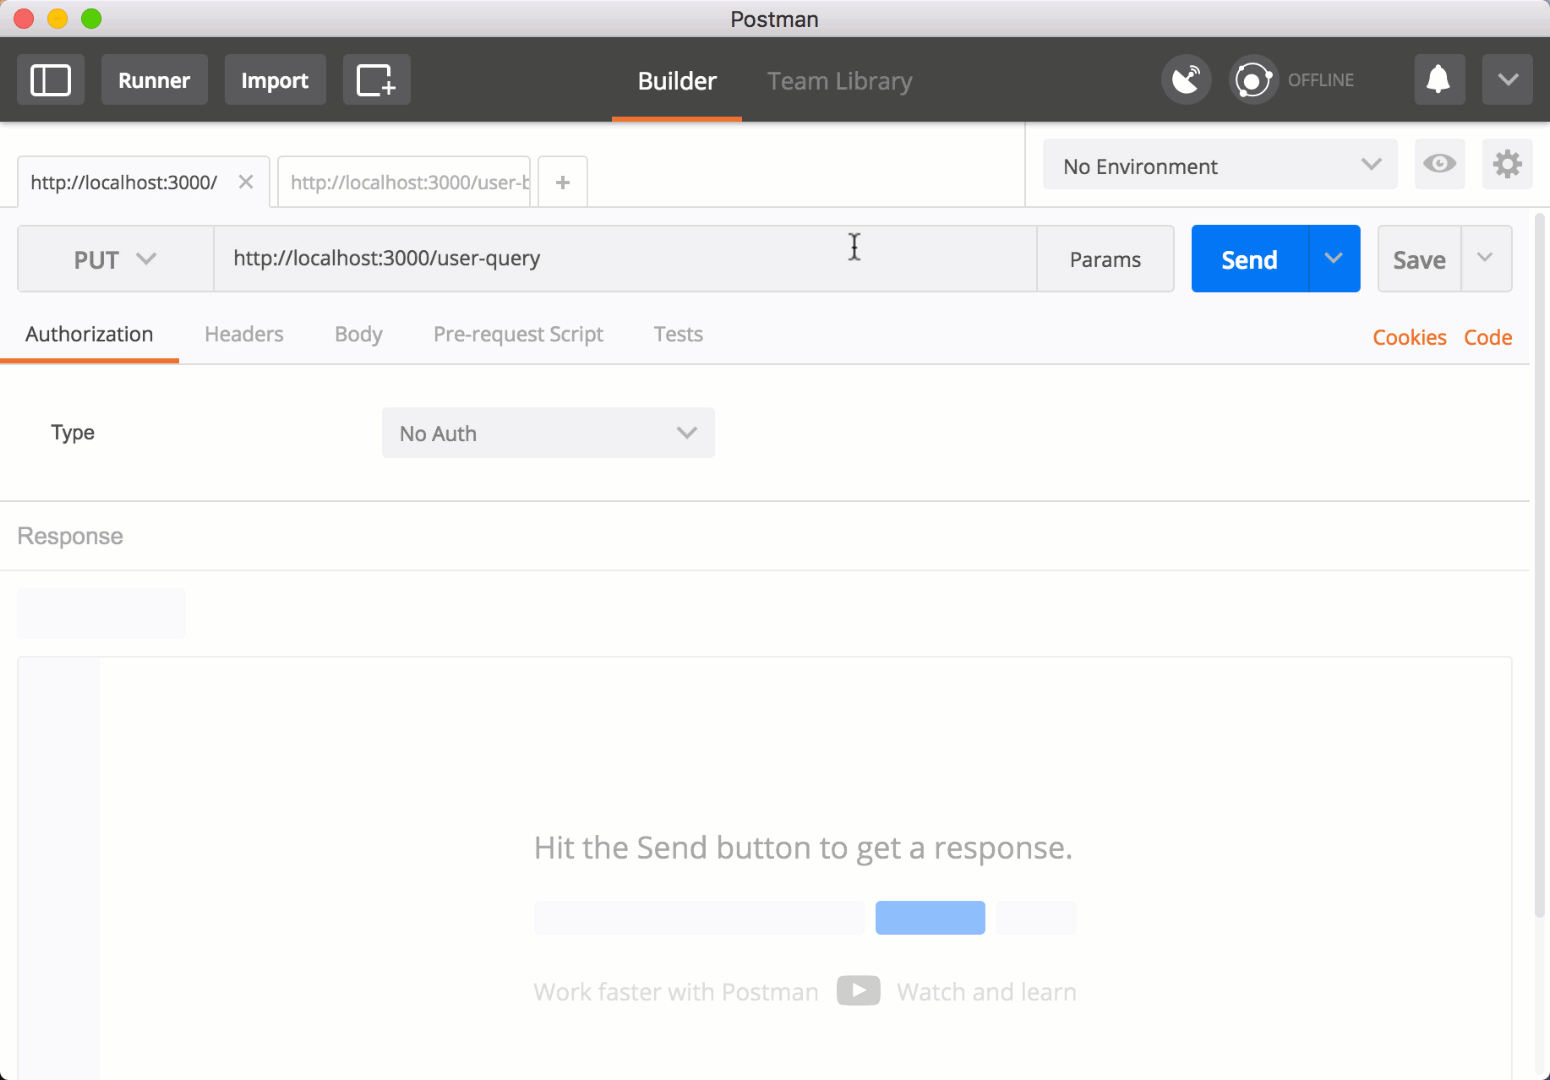 Postman
Runner Import Builder Team Library OFFLINE
http://localhost:3000/ http://localhost:3000/user-b No Environment
PUT http://localhost:3000/user-query Params Send Save
Authorization Headers Body Pre-request Script Tests Cookies Code
Type No Auth
Response
Hit the Send button to get a response.
Work faster with Postman Watch and learn